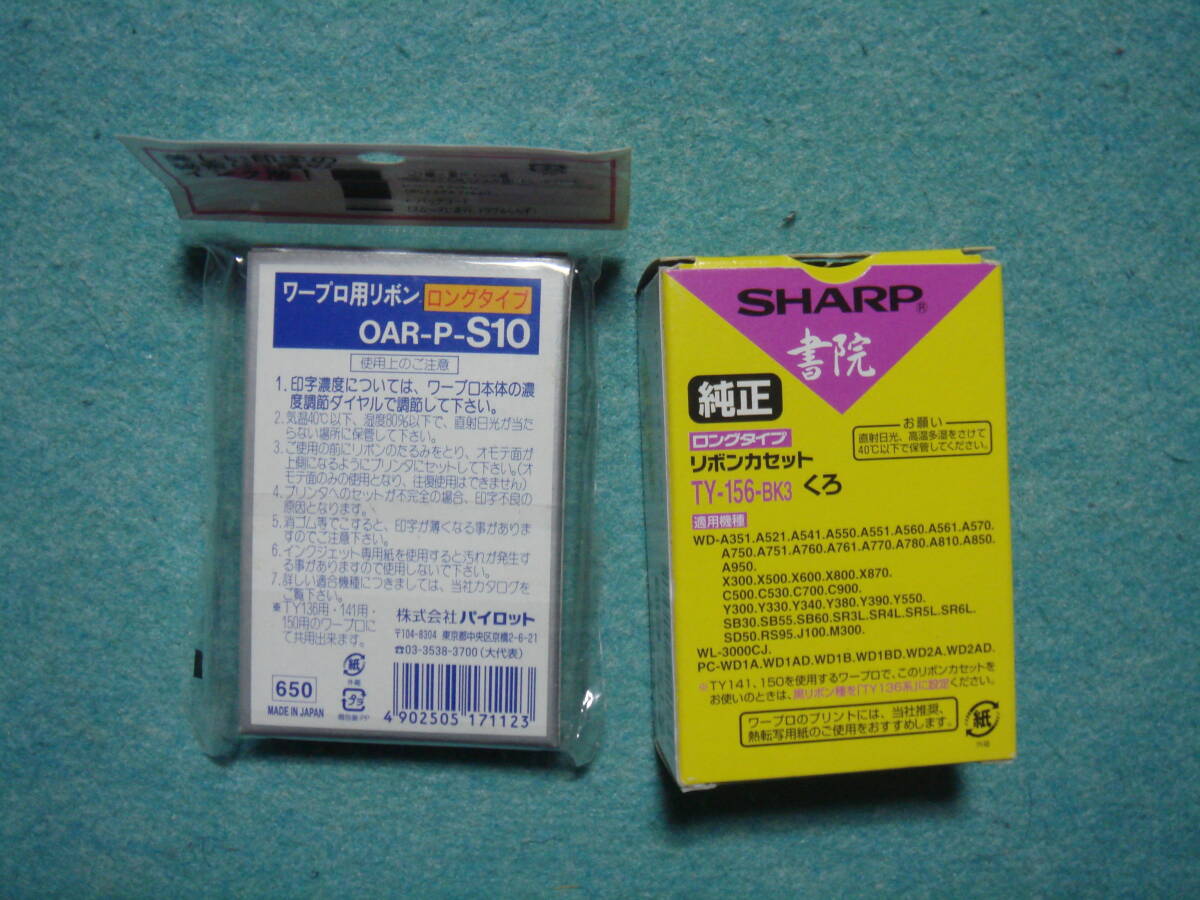 ワープロ用リボン ロングタイプ
OAR-P-S10
使用上のご注意
1. 印字濃度については、ワープロ本体の濃
度調節ダイヤルで調節して下さい。
2. 気温40℃以下、湿度80%以下で、直射日光が当た
らない場所に保管して下さい。
3. ご使用の前にリボンのたるみをとり、オモテ面が
上側になるようにプリンタにセットして下さい。(オ
モテ面のみの使用となり、往復使用はできません)
4. プリンタへのセットが不完全の場合、印字不良の
原因となります。
5. 消ゴム等でこすると、印字が薄くなる事がありま
すのでご注意下さい。
6. インクジェット専用紙を使用すると汚れが発生す
る事がありますので使用しないで下さい。
7. 詳しい適合機種につきましては、当社カタログを
ご覧下さい。
※TY136用・141用・
150用のワープロに
て共用出来ます。
株式会社パイロット
〒104-8304 東京都中央区京橋2-6-21
☎03-3538-3700(大代表)
紙
外箱
プラ
個包装:PP
650
MADE IN JAPAN
4 902505 171123
SHARP®
書院
純正
ロングタイプ
リボンカセット
TY-156-BK3 くろ
お願い
直射日光、高温多湿をさけて
40℃以下で保管してください。
適用機種
WD-A351.A521.A541.A550.A551.A560.A561.A570.
A750.A751.A760.A761.A770.A780.A810.A850.
A950.
X300.X500.X600.X800.X870.
C500.C530.C700.C900.
Y300.Y330.Y340.Y380.Y390.Y550.
SB30.SB55.SB60.SR3L.SR4L.SR5L.SR6L.
SD50.RS95.J100.M300.
WL-3000CJ.
PC-WD1A.WD1AD.WD1B.WD1BD.WD2A.WD2AD.
※TY141、150を使用するワープロで、このリボンカセットを
お使いのときは、黒リボン種を「TY136系」に設定ください。
ワープロのプリントには、当社推奨、
熱転写用紙のご使用をおすすめします。
紙
外箱